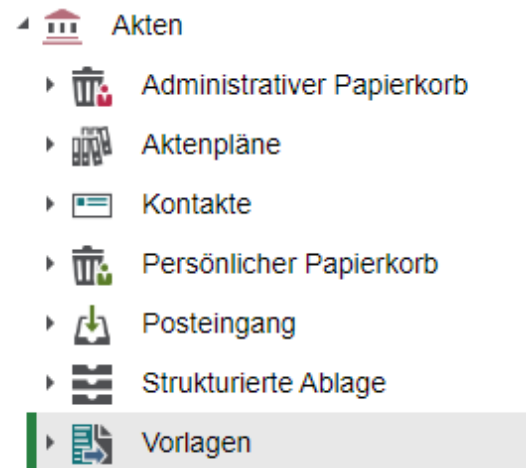 Akten
Administrativer Papierkorb
Aktenpläne
Kontakte
Persönlicher Papierkorb
Posteingang
Strukturierte Ablage
Vorlagen